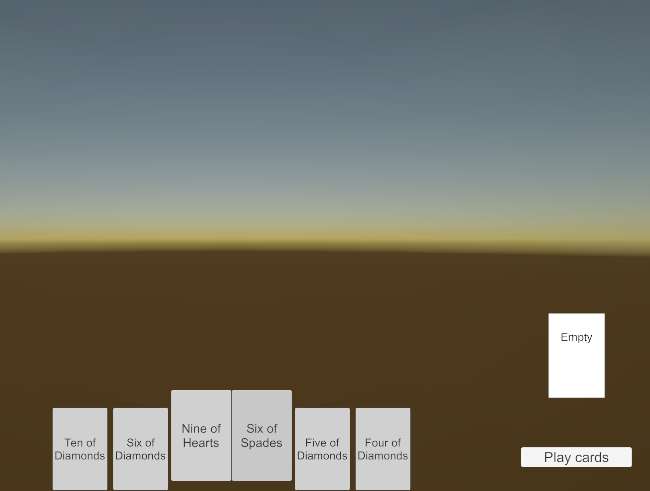 Empty
Nine of
Hearts
Six of
Spades
Ten of
Diamonds
Six of
Diamonds
Five of
Diamonds
Four of
Diamonds
Play cards